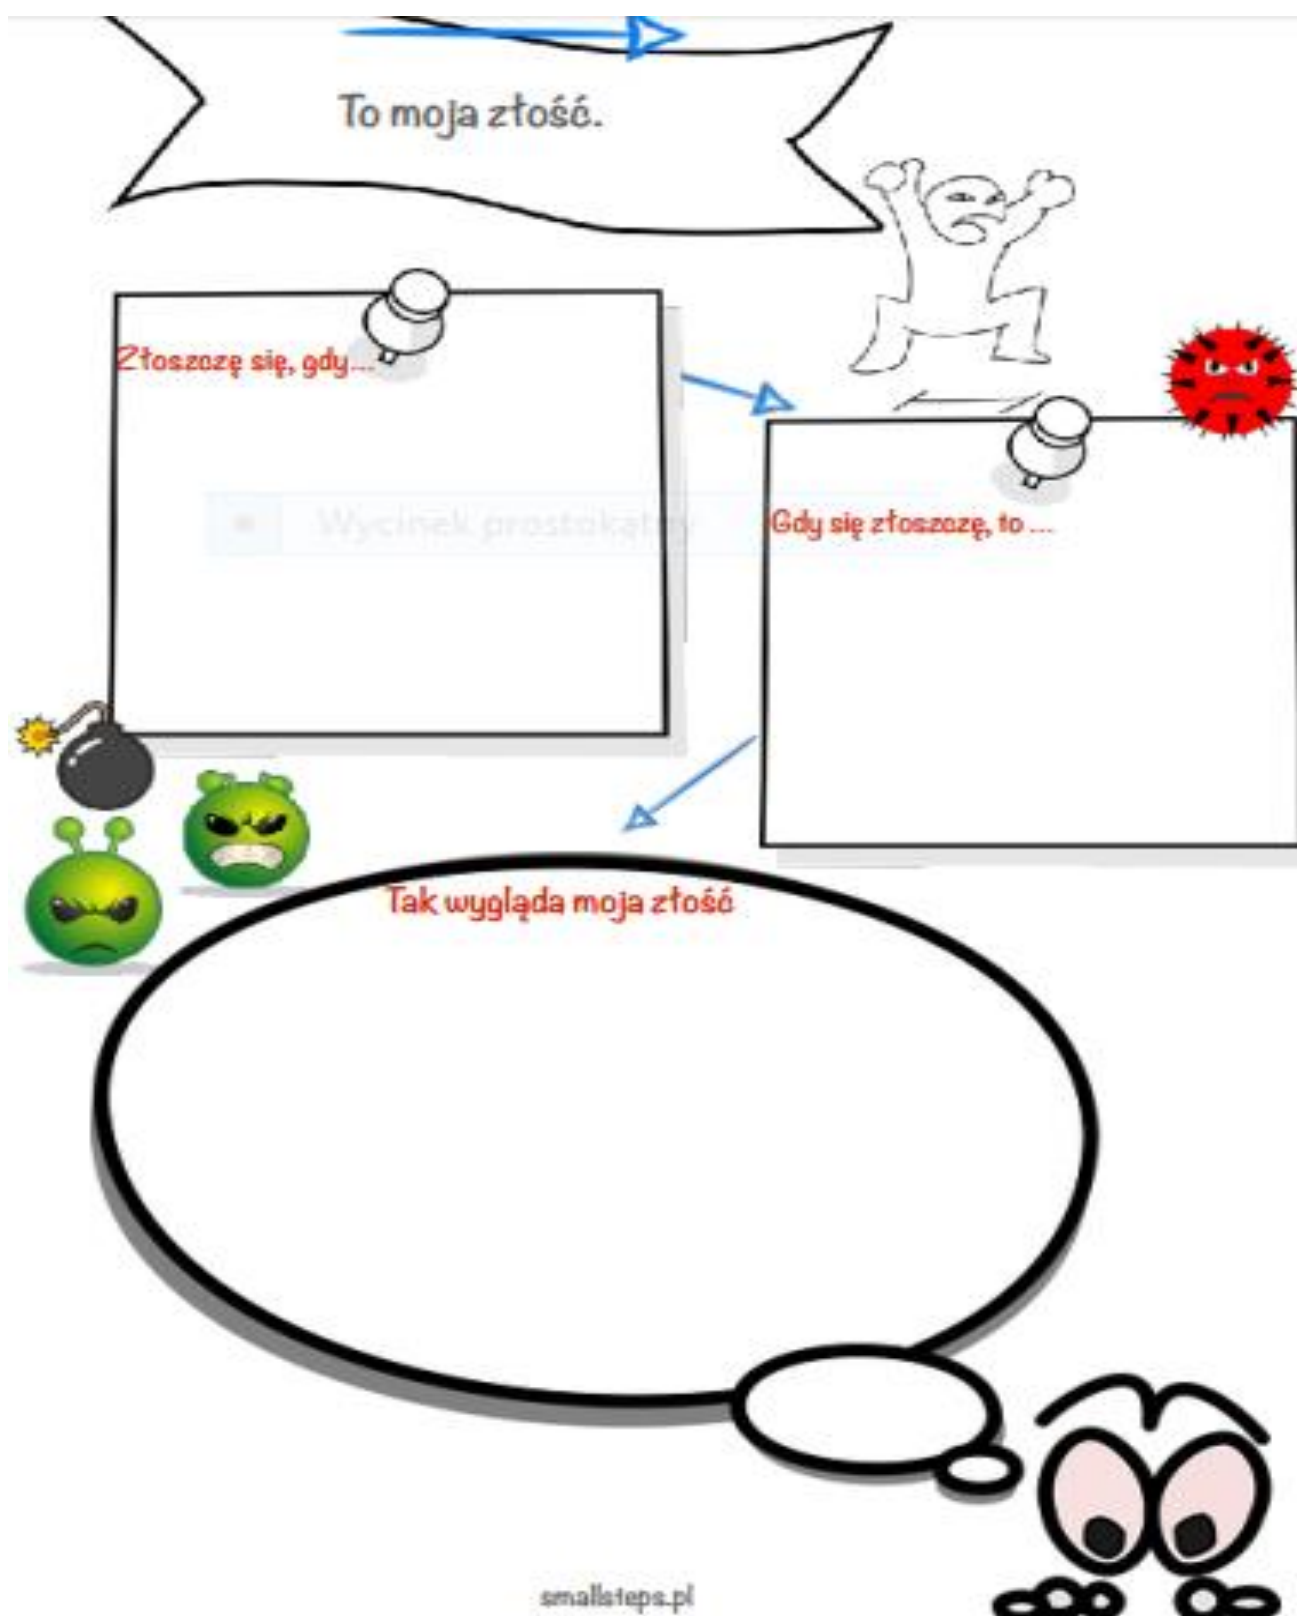 To moja złość.
Złoszczę się, gdy...
Wycinek prostokątny
Gdy się złoszczę, to ...
Tak wygląda moja złość
smallsteps.pl